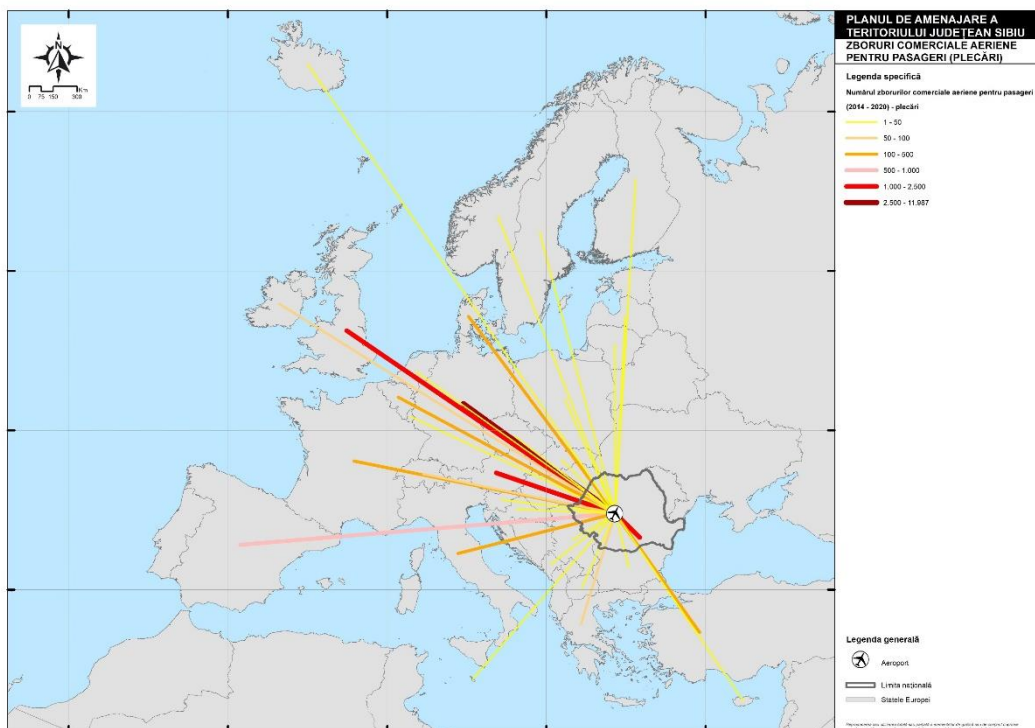 PLANUL DE AMENAJARE A
TERITORIULUI JUDEȚEAN SIBIU
ZBORURI COMERCIALE AERIENE
PENTRU PASAGERI (PLECĂRI)
Legenda specifică
Numărul zborurilor comerciale aeriene pentru pasageri
(2014 - 2020) - plecări
1 - 50
50 - 100
100 - 500
500 - 1.000
1.000 - 2.500
2.500 - 11.987
N
Km
0 75 150 300
Legenda generală
Aeroport
Limita națională
Statele Europei